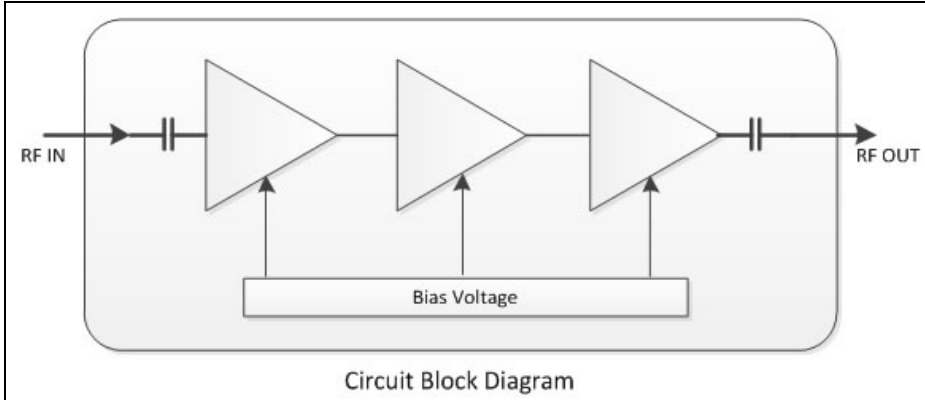 RF IN
RF OUT
Bias Voltage
Circuit Block Diagram